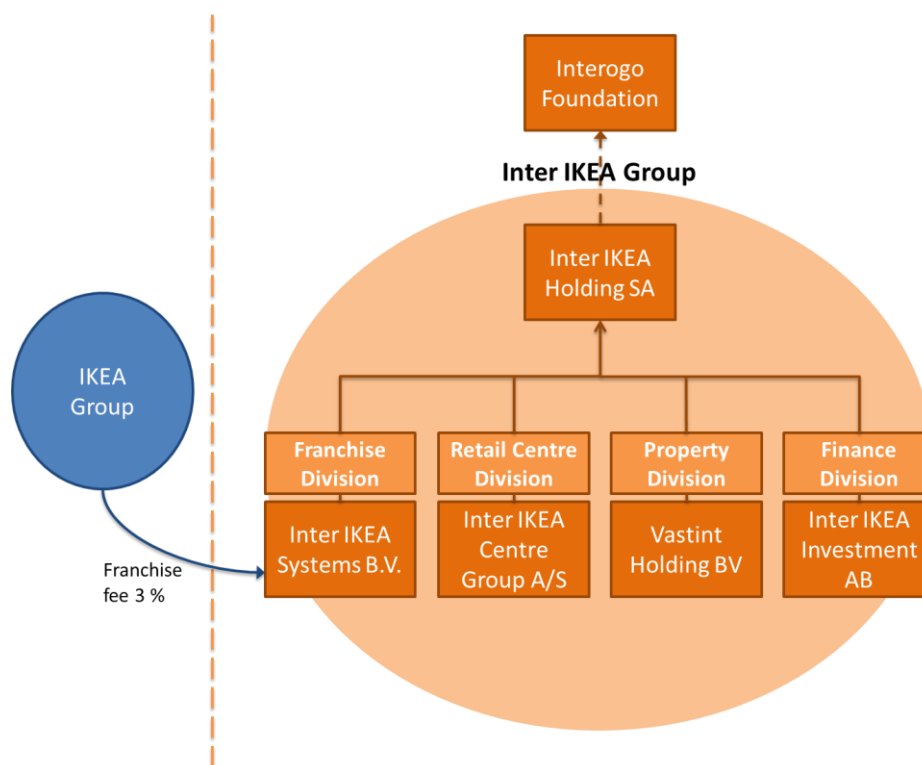 Interogo
Foundation
Inter IKEA Group
Inter IKEA
Holding SA
IKEA
Group
Franchise
Division
Retail Centre
Division
Property
Division
Finance
Division
Inter IKEA
Systems B.V.
Inter IKEA
Centre
Group A/S
Vastint
Holding BV
Inter IKEA
Investment
AB
Franchise
fee 3 %